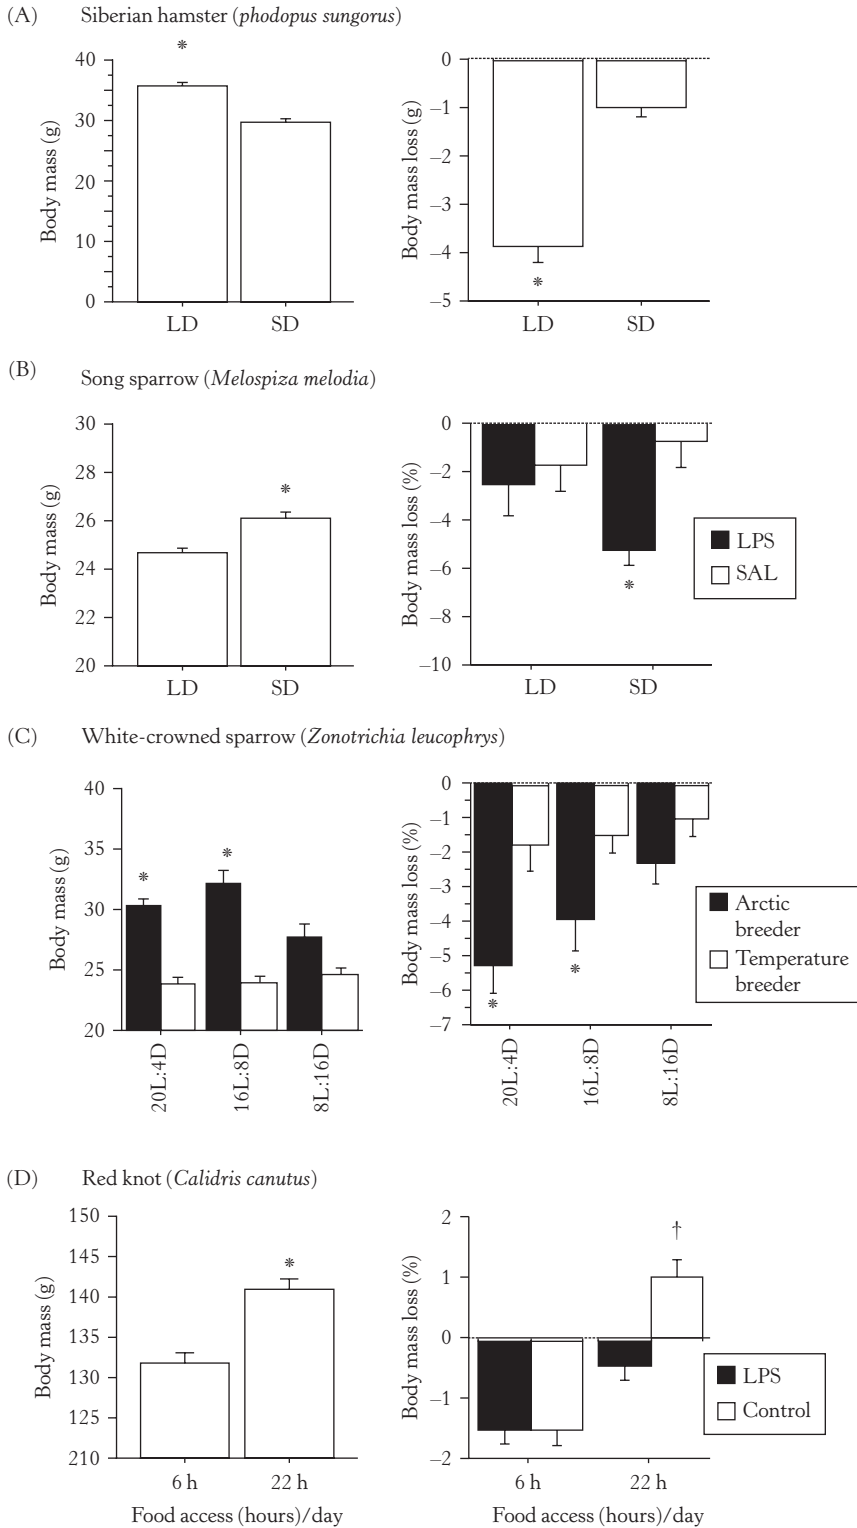 (A) Siberian hamster (phodopus sungorus)
*
40
30
20
10
0
Body mass (g)
LD SD
0
–1
–2
–3
–4
–5
Body mass loss (g)
*
LD SD
(B) Song sparrow (Melospiza melodia)
30
28
26
24
22
20
Body mass (g)
*
LD SD
0
–2
–4
–6
–8
–10
Body mass loss (%)
*
LD SD
LPS
SAL
(C) White-crowned sparrow (Zonotrichia leucophrys)
40
35
30
25
20
Body mass (g)
* *
20L:4D
16L:8D
8L:16D
0
–1
–2
–3
–4
–5
–6
–7
Body mass loss (%)
* *
20L:4D
16L:8D
8L:16D
Arctic
breeder
Temperature
breeder
(D) Red knot (Calidris canutus)
150
145
141
135
130
125
210
Body mass (g)
*
6 h 22 h
Food access (hours)/day
2
1
0
–1
–2
Body mass loss (%)
†
6 h 22 h
Food access (hours)/day
LPS
Control